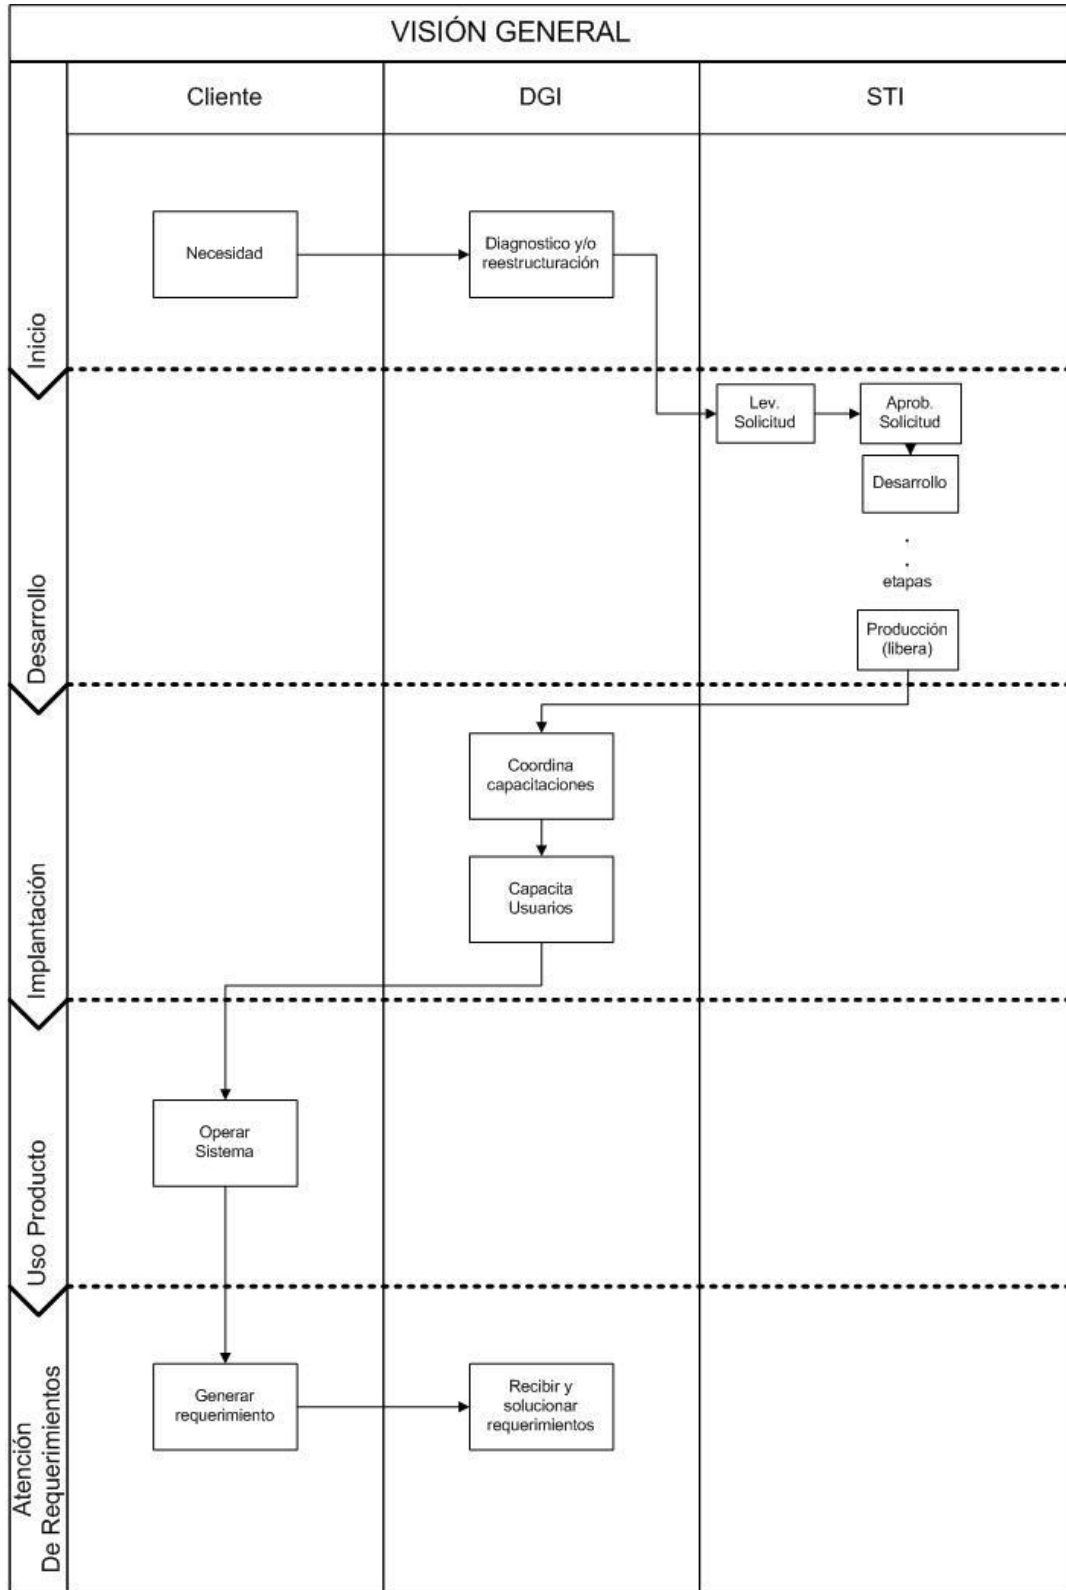 VISIÓN GENERAL
Cliente
DGI
STI
Inicio
Necesidad
Diagnostico y/o
reestructuración
Desarrollo
Lev.
Solicitud
Aprob.
Solicitud
Desarrollo
.
.
etapas
Producción
(libera)
Implantación
Coordina
capacitaciones
Capacita
Usuarios
Uso Producto
Operar
Sistema
Atención
De Requerimientos
Generar
requerimiento
Recibir y
solucionar
requerimientos